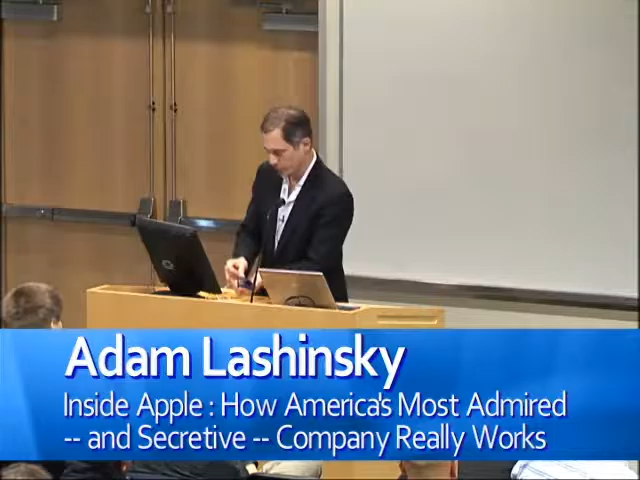 Adam Lashinsky
Inside Apple : How America's Most Admired
-- and Secretive -- Company Really Works